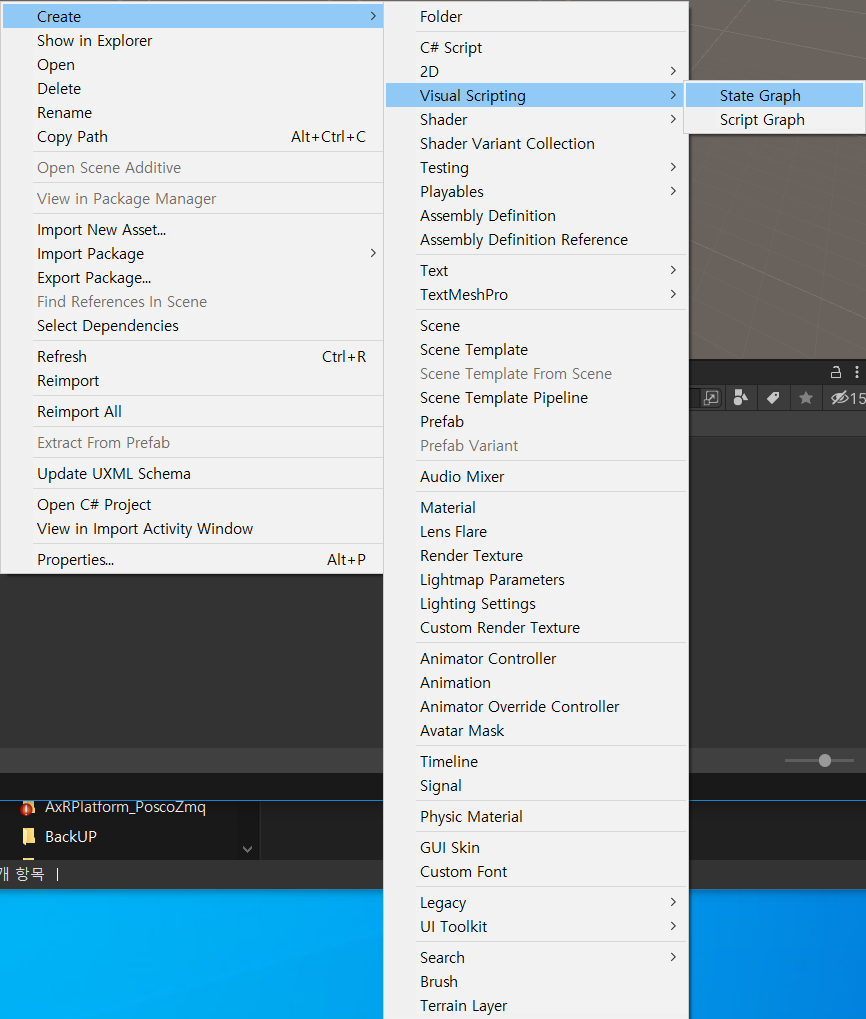 Create
Show in Explorer
Open
Delete
Rename
Copy Path Alt+Ctrl+C
Open Scene Additive
View in Package Manager
Import New Asset...
Import Package
Export Package...
Find References In Scene
Select Dependencies
Refresh Ctrl+R
Reimport
Reimport All
Extract From Prefab
Update UXML Schema
Open C# Project
View in Import Activity Window
Properties... Alt+P
Folder
C# Script
2D
Visual Scripting
Shader
Shader Variant Collection
Testing
Playables
Assembly Definition
Assembly Definition Reference
Text
TextMeshPro
Scene
Scene Template
Scene Template From Scene
Scene Template Pipeline
Prefab
Prefab Variant
Audio Mixer
Material
Lens Flare
Render Texture
Lightmap Parameters
Lighting Settings
Custom Render Texture
Animator Controller
Animation
Animator Override Controller
Avatar Mask
Timeline
Signal
Physic Material
GUI Skin
Custom Font
Legacy
UI Toolkit
Search
Brush
Terrain Layer
State Graph
Script Graph
15
AxRPlatform_PoscoZmq
BackUP
개 항목